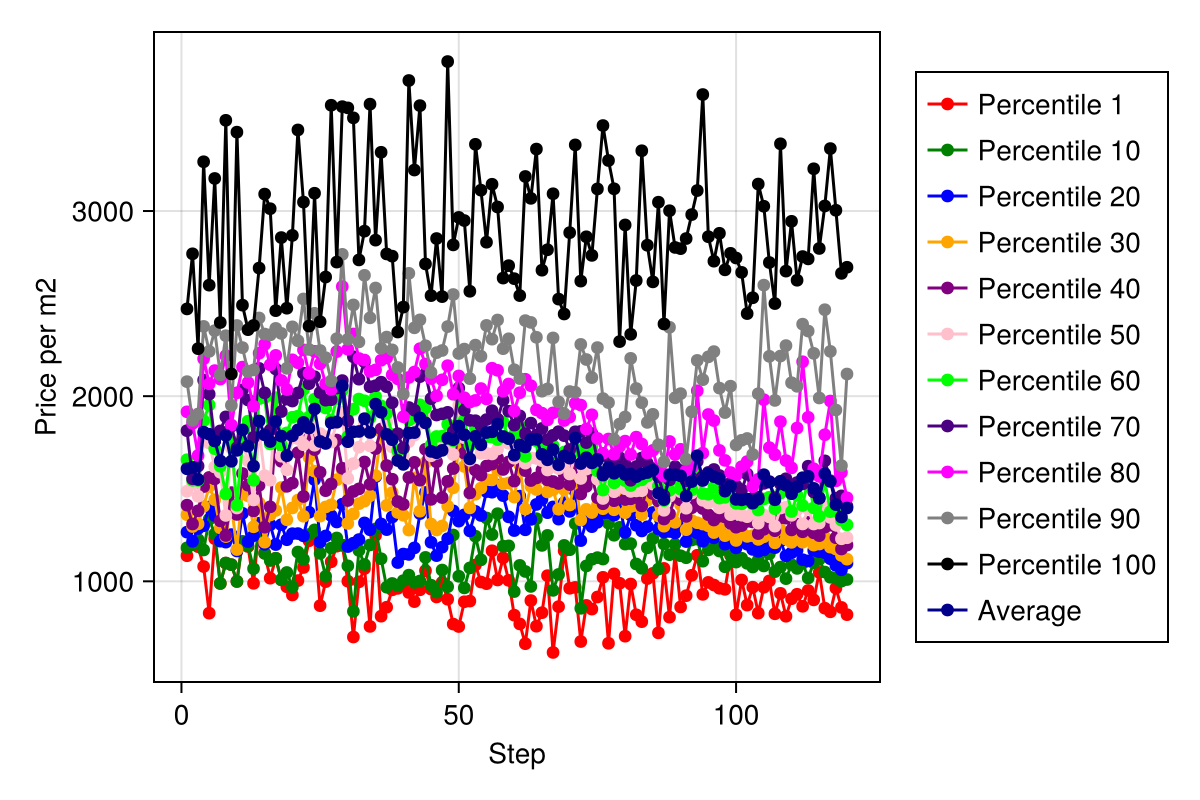 3000
2000
1000
Price per m2
0
50
100
Step
Percentile 1
Percentile 10
Percentile 20
Percentile 30
Percentile 40
Percentile 50
Percentile 60
Percentile 70
Percentile 80
Percentile 90
Percentile 100
Average